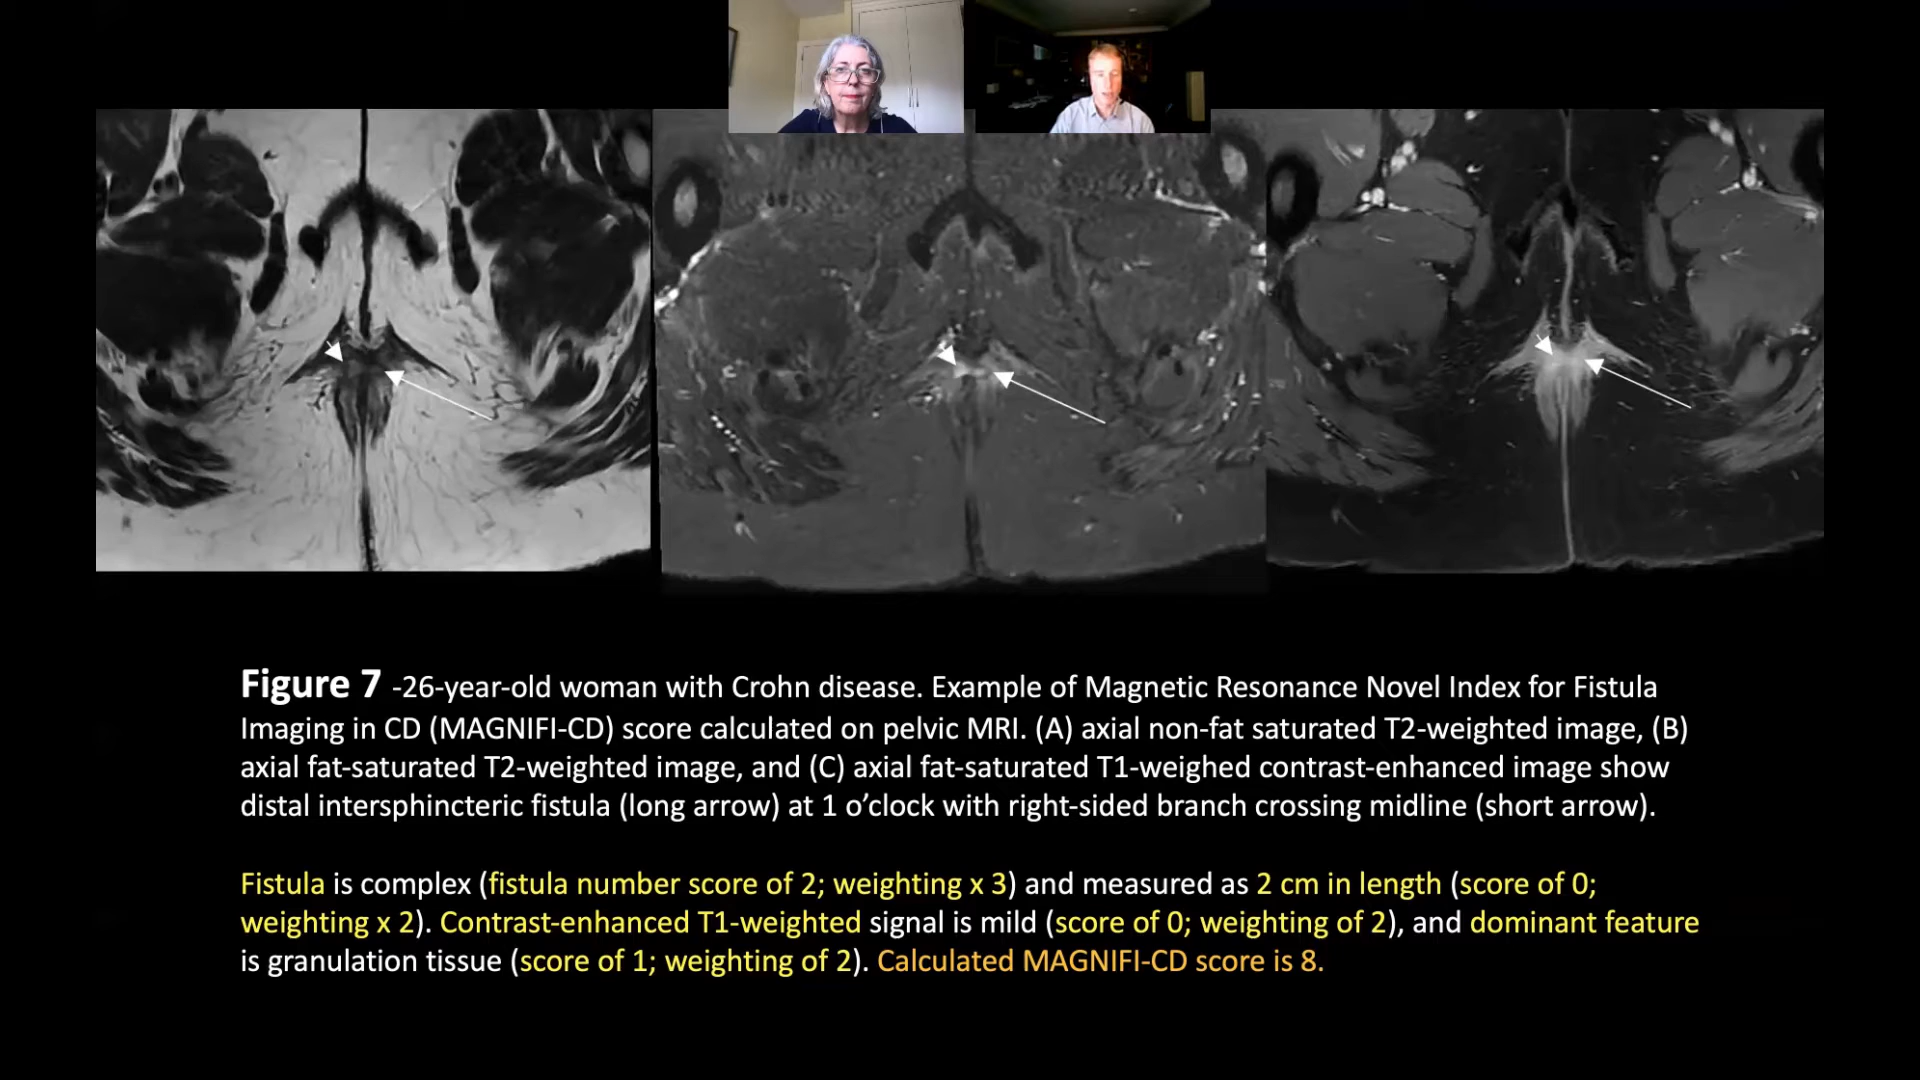 Figure 7 -26-year-old woman with Crohn disease. Example of Magnetic Resonance Novel Index for Fistula
Imaging in CD (MAGNIFI-CD) score calculated on pelvic MRI. (A) axial non-fat saturated T2-weighted image, (B)
axial fat-saturated T2-weighted image, and (C) axial fat-saturated T1-weighed contrast-enhanced image show
distal intersphincteric fistula (long arrow) at 1 o’clock with right-sided branch crossing midline (short arrow).
Fistula is complex (fistula number score of 2; weighting x 3) and measured as 2 cm in length (score of 0;
weighting x 2). Contrast-enhanced T1-weighted signal is mild (score of 0; weighting of 2), and dominant feature
is granulation tissue (score of 1; weighting of 2). Calculated MAGNIFI-CD score is 8.